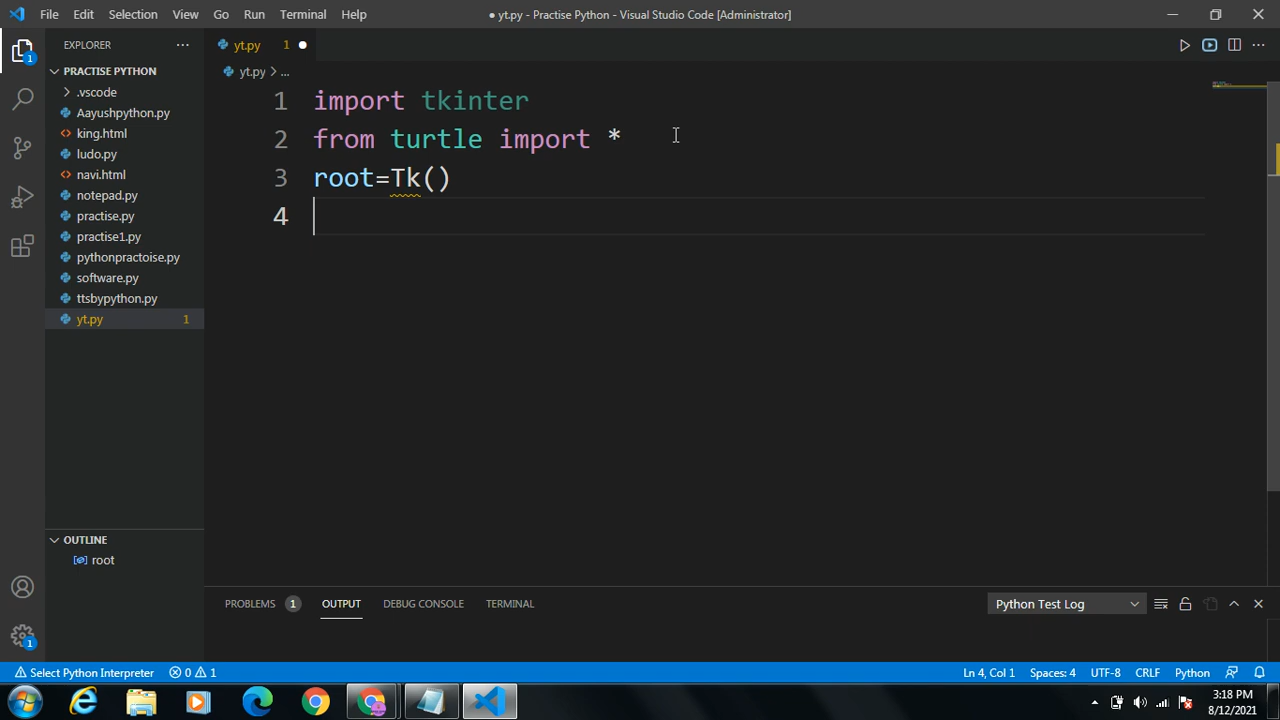 File Edit Selection View Go Run Terminal Help
● yt.py - Practise Python - Visual Studio Code [Administrator]
EXPLORER
PRACTISE PYTHON
.vscode
Aayushpython.py
king.html
ludo.py
navi.html
notepad.py
practise.py
practise1.py
pythonpractoise.py
software.py
ttsbypython.py
yt.py 1
OUTLINE
root
1
1
yt.py 1
yt.py > ...
1 import tkinter
2 from turtle import *
3 root=Tk()
4
PROBLEMS 1 OUTPUT DEBUG CONSOLE TERMINAL
Python Test Log
Select Python Interpreter 0 1
Ln 4, Col 1 Spaces: 4 UTF-8 CRLF Python
3:18 PM
8/12/2021